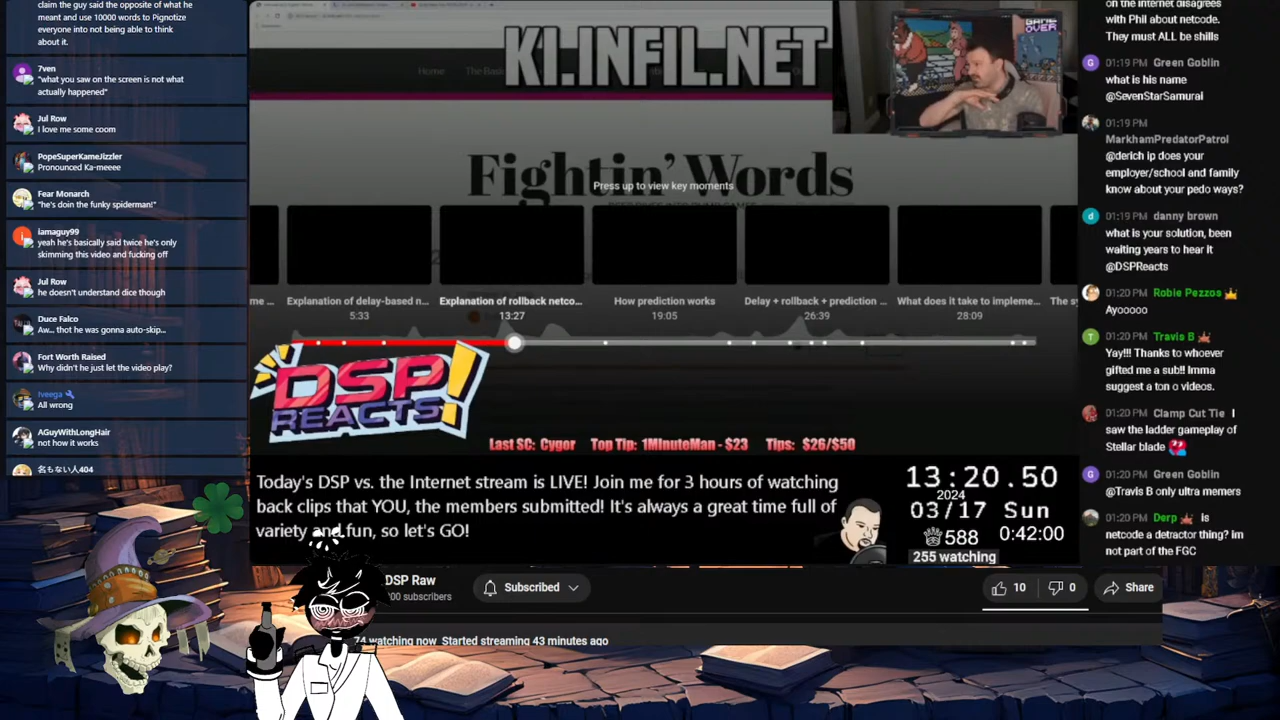 claim the guy said the opposite of what he
meant and use 10000 words to Pignotize
everyone into not being able to think
about it.
7ven
"what you saw on the screen is not what
actually happened"
Jul Row
I love me some coom
PopeSuperKameJizzler
Pronounced Ka-meeee
Fear Monarch
"he's doin the funky spiderman!"
iamaguy99
yeah he's basically said twice he's only
skimming this video and fucking off
Jul Row
he doesn't understand dice though
Duce Falco
Aw... that he was gonna auto-skip...
Fort Worth Raised
Why didn't he just let the video play?
Iveega
All wrong
AGuyWithLongHair
not how it works
名もない人404
KI.INFIL.NET
Home
GAME OVER
Fightin' Words
Press up to view key moments
Explanation of delay-based n...
5:33
Explanation of rollback netco...
13:27
How prediction works
19:05
Delay + rollback + prediction ...
26:39
What does it take to impleme...
28:09
DSP
REACTS!
Last SC: Cygor Top Tip: 1MinuteMan - $23 Tips: $26/$50
Today's DSP vs. the Internet stream is LIVE! Join me for 3 hours of watching
back clips that YOU, the members submitted! It's always a great time full of
variety and fun, so let's GO!
13:20.50
2024
03/17 Sun
588
0:42:00
255 watching
DSP Raw
00 subscribers
Subscribed
10
0
Share
74 watching now Started streaming 43 minutes ago
on the internet disagrees
with Phil about netcode.
They must ALL be shills
01:19 PM Green Goblin
what is his name
@SevenStarSamurai
01:19 PM
MarkhamPredatorPatrol
@derich ip does your
employer/school and family
know about your pedo ways?
01:19 PM danny brown
what is your solution, been
waiting years to hear it
@DSPReacts
01:20 PM Robie Pezzos
Ayooooo
01:20 PM Travis B
Yay!!! Thanks to whoever
gifted me a sub!! Imma
suggest a ton o videos.
01:20 PM Clamp Cut Tie I
saw the ladder gameplay of
Stellar blade
01:20 PM Green Goblin
@Travis B only ultra memers
01:20 PM Derp is
netcode a detractor thing? im
not part of the FGC